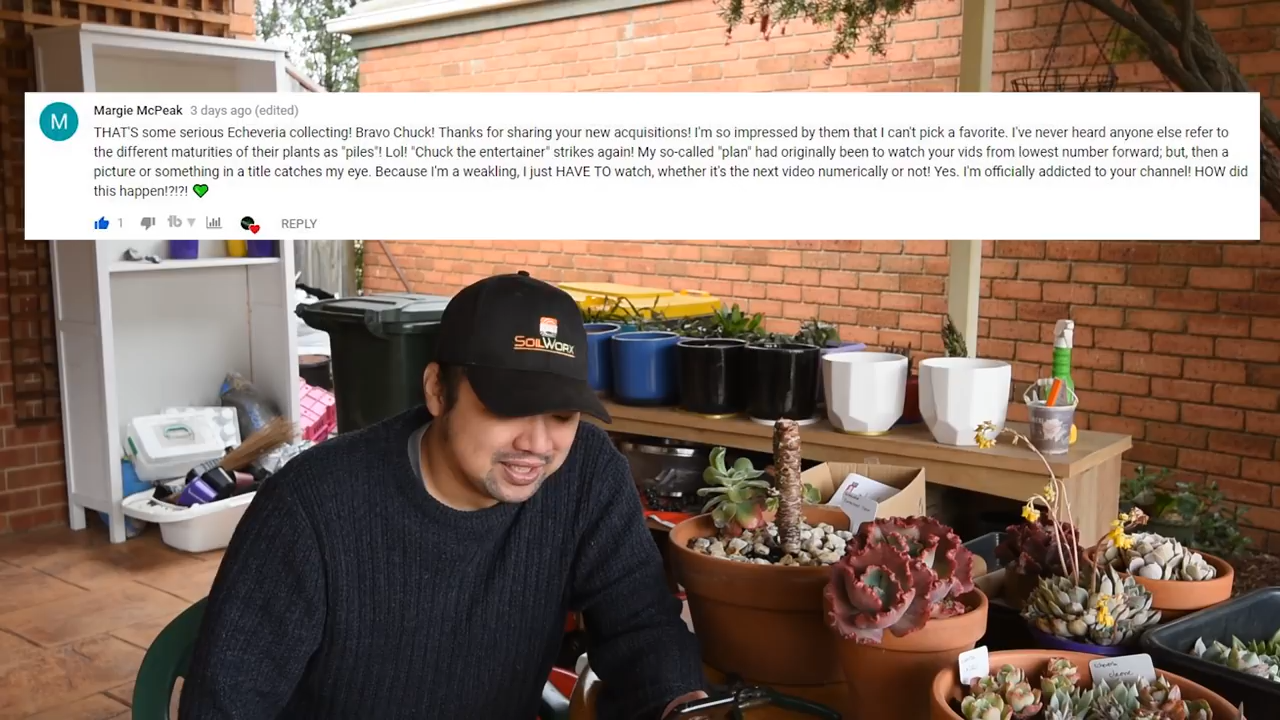 Margie McPeak 3 days ago (edited)
THAT'S some serious Echeveria collecting! Bravo Chuck! Thanks for sharing your new acquisitions! I'm so impressed by them that I can't pick a favorite. I've never heard anyone else refer to
the different maturities of their plants as "piles"! Lol! "Chuck the entertainer" strikes again! My so-called "plan" had originally been to watch your vids from lowest number forward; but, then a
picture or something in a title catches my eye. Because I'm a weakling, I just HAVE TO watch, whether it's the next video numerically or not! Yes. I'm officially addicted to your channel! HOW did
this happen!?!?! 💚
M
1 REPLY
SOILWORX